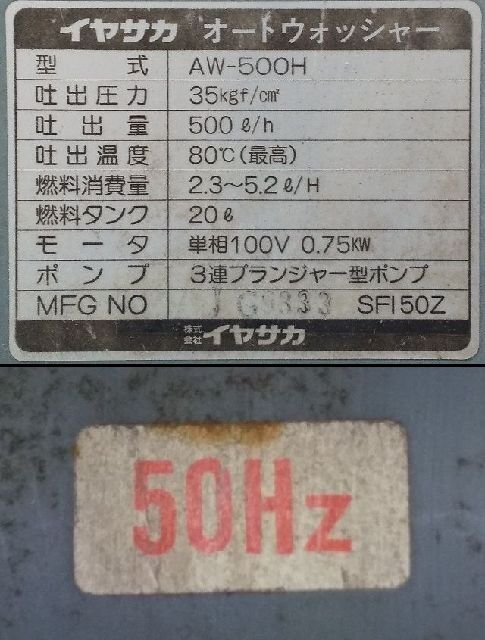 イヤサカ オートウォッシャー
型式 AW-500H
吐出圧力 35kgf/c㎡
吐出量 500ℓ/h
吐出温度 80℃(最高)
燃料消費量 2.3〜5.2ℓ/H
燃料タンク 20ℓ
モータ 単相100V 0.75KW
ポンプ 3連プランジャー型ポンプ
MFG NO SFI50Z
株式会社 イヤサカ
50Hz